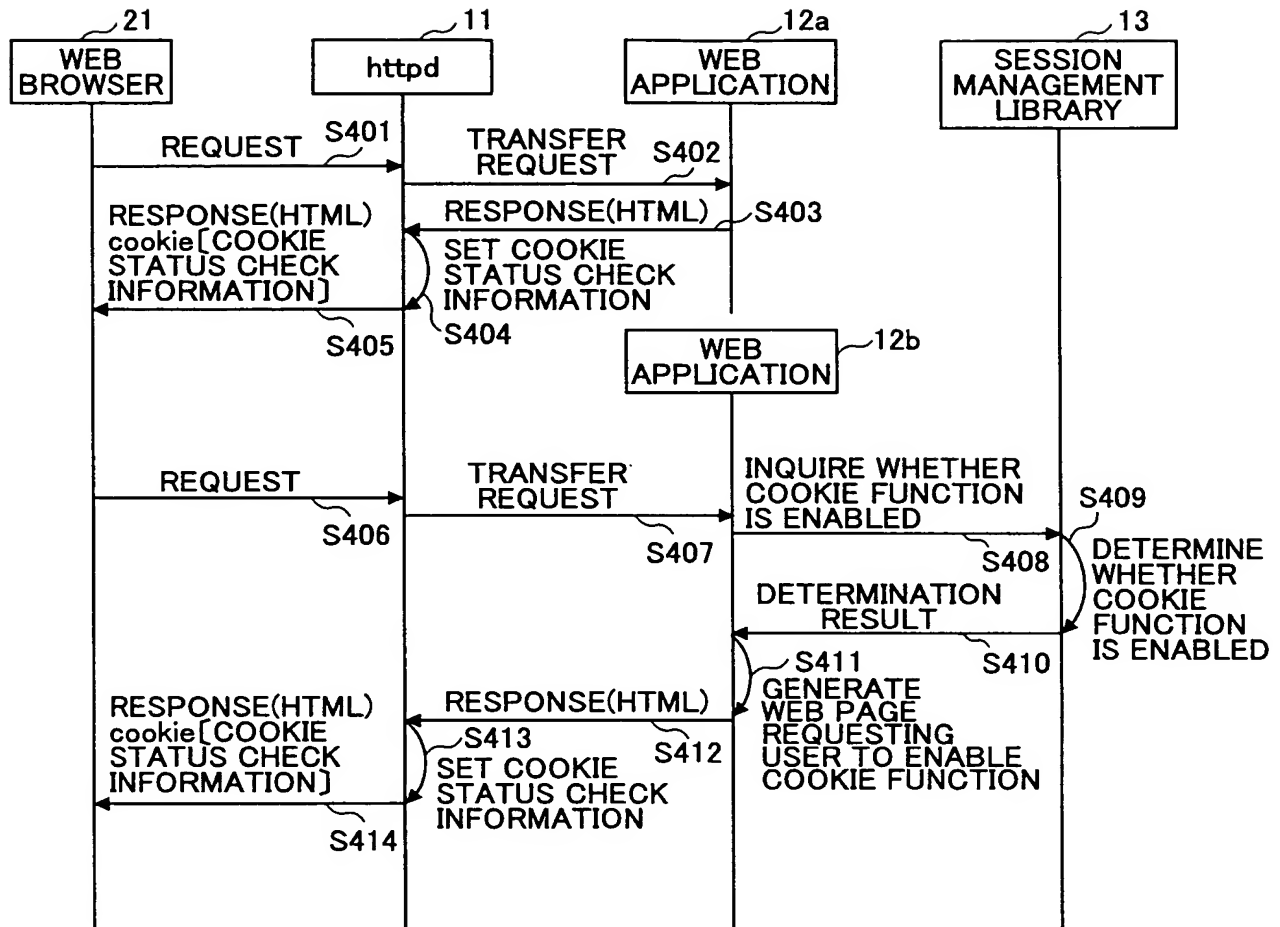 21
WEB
BROWSER
11
httpd
12a
WEB
APPLICATION
13
SESSION
MANAGEMENT
LIBRARY
REQUEST
S401
TRANSFER
REQUEST
S402
RESPONSE(HTML)
S403
RESPONSE(HTML)
cookie[COOKIE
STATUS CHECK
INFORMATION]
SET COOKIE
STATUS CHECK
INFORMATION
S404
S405
12b
WEB
APPLICATION
REQUEST
S406
TRANSFER
REQUEST
S407
INQUIRE WHETHER
COOKIE FUNCTION
IS ENABLED
S408
S409
DETERMINE
WHETHER
COOKIE
FUNCTION
IS ENABLED
DETERMINATION
RESULT
S410
S411
GENERATE
WEB PAGE
REQUESTING
USER TO ENABLE
COOKIE FUNCTION
RESPONSE(HTML)
S412
RESPONSE(HTML)
cookie[COOKIE
STATUS CHECK
INFORMATION]
S413
SET COOKIE
STATUS CHECK
INFORMATION
S414